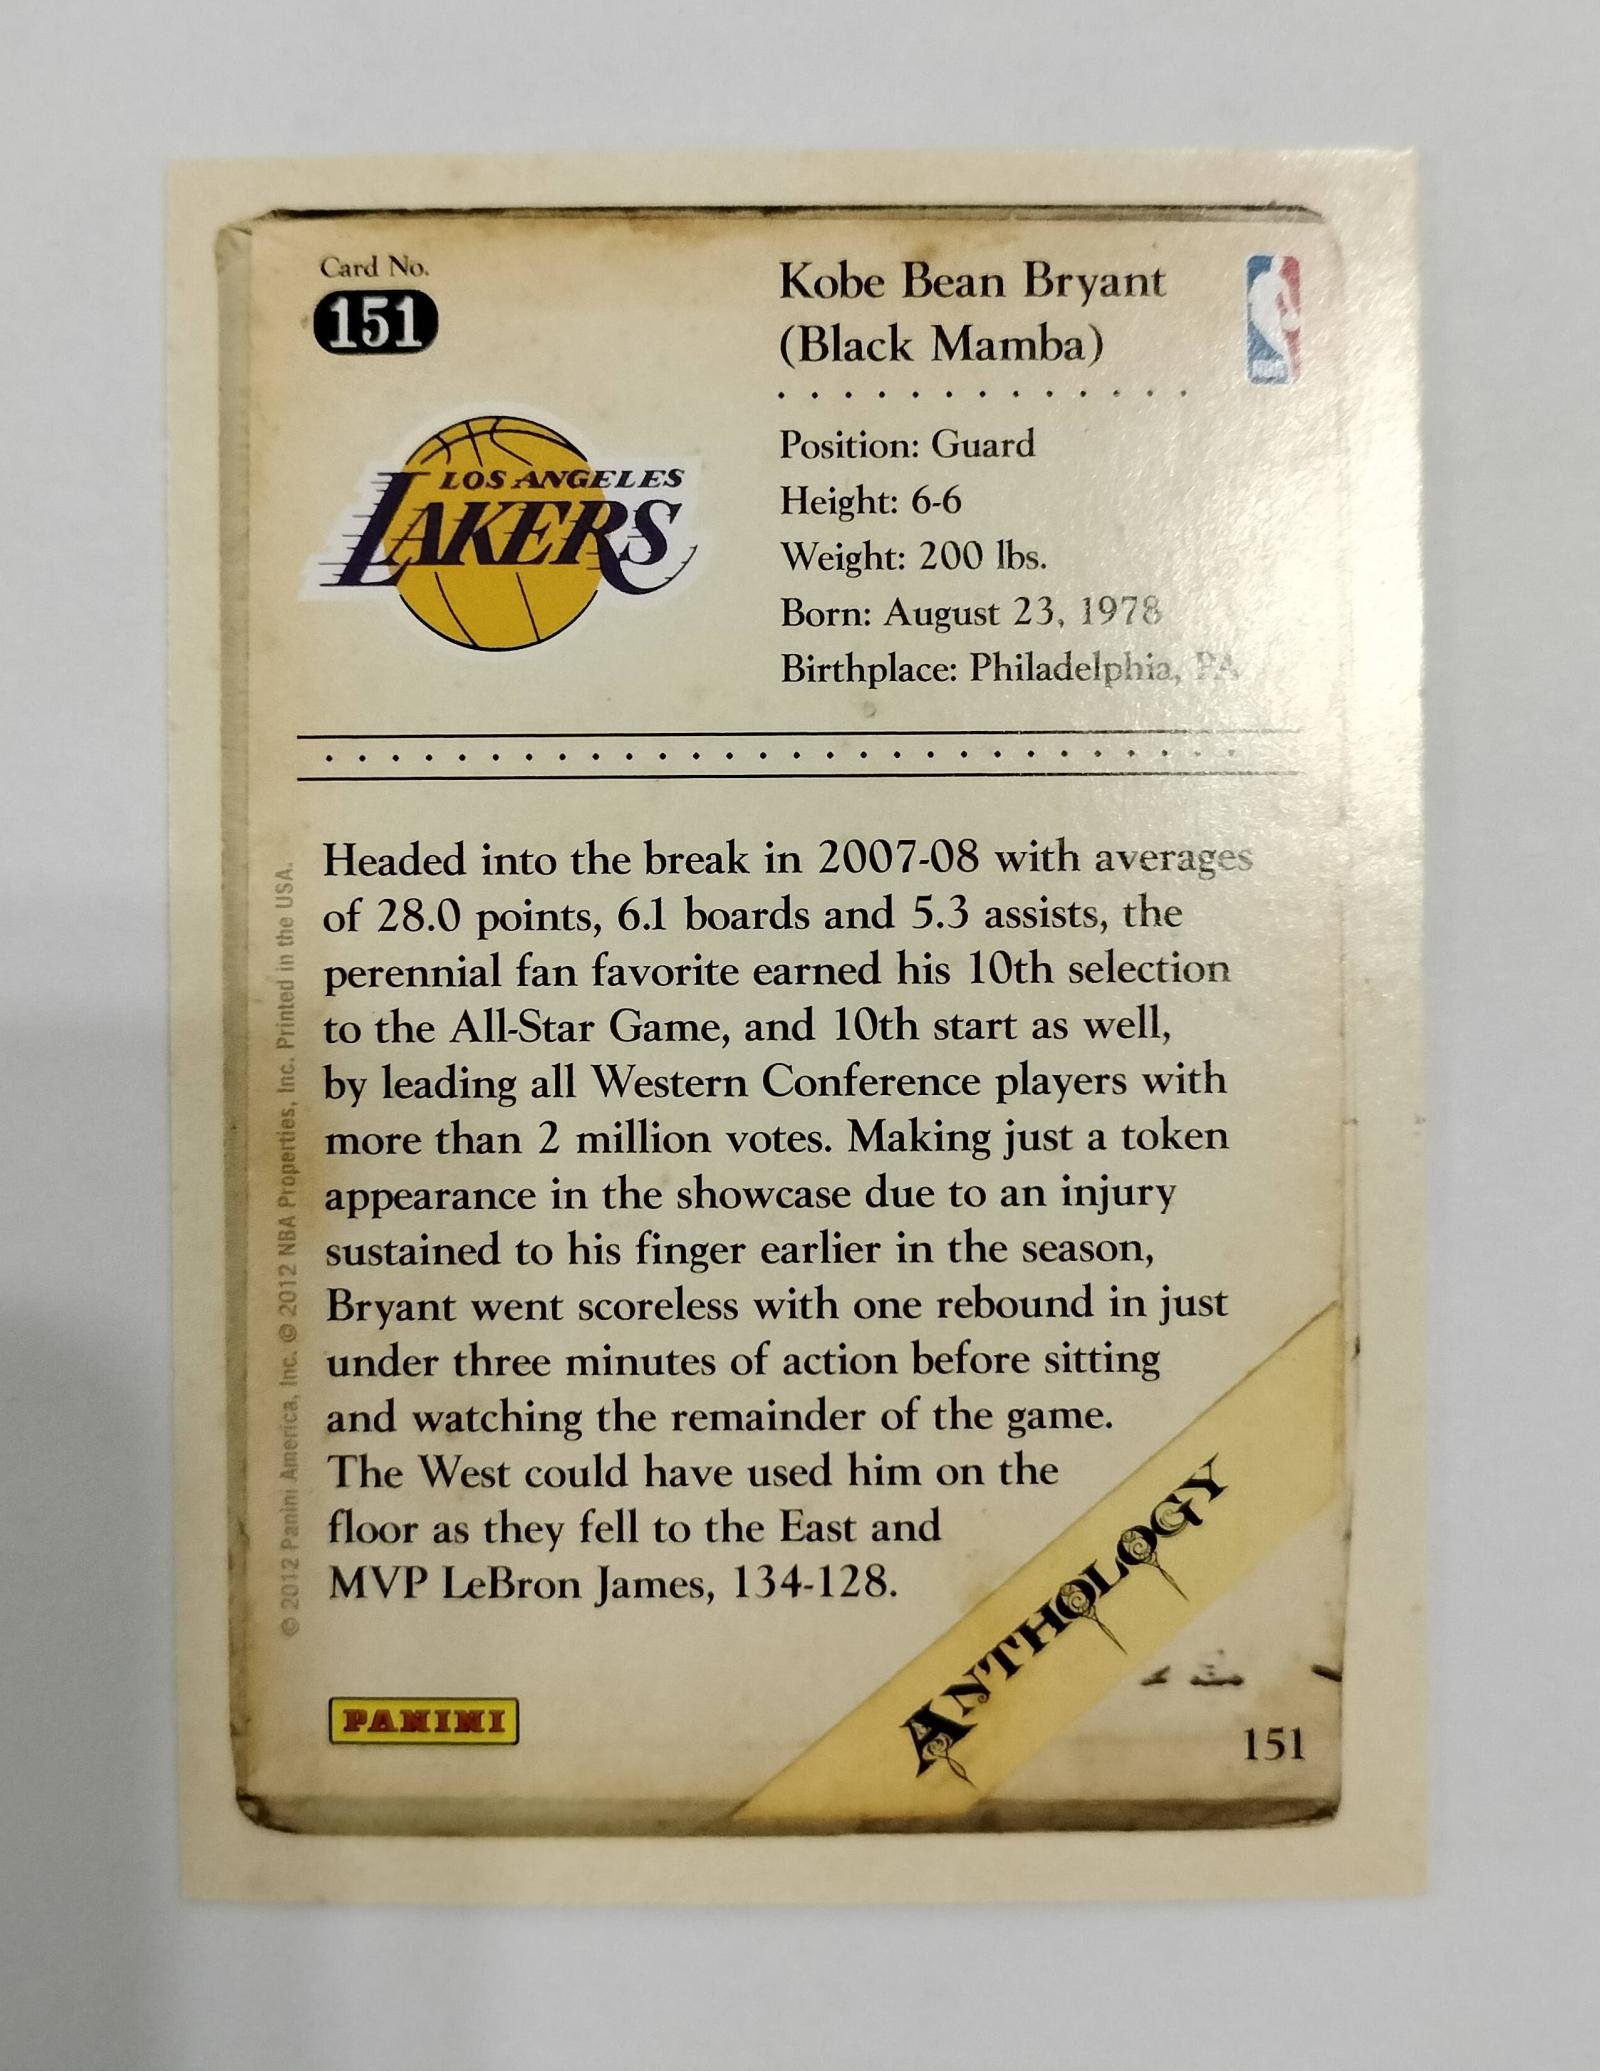 Card No.
151
Kobe Bean Bryant
(Black Mamba)
NBA
LOS ANGELES
LAKERS
Position: Guard
Height: 6-6
Weight: 200 lbs.
Born: August 23, 1978
Birthplace: Philadelphia, PA
Headed into the break in 2007-08 with averages
of 28.0 points, 6.1 boards and 5.3 assists, the
perennial fan favorite earned his 10th selection
to the All-Star Game, and 10th start as well,
by leading all Western Conference players with
more than 2 million votes. Making just a token
appearance in the showcase due to an injury
sustained to his finger earlier in the season,
Bryant went scoreless with one rebound in just
under three minutes of action before sitting
and watching the remainder of the game.
The West could have used him on the
floor as they fell to the East and
MVP LeBron James, 134-128.
© 2012 Panini America, Inc. © 2012 NBA Properties, Inc. Printed in the USA.
ANTHOLOGY
PANINI
151